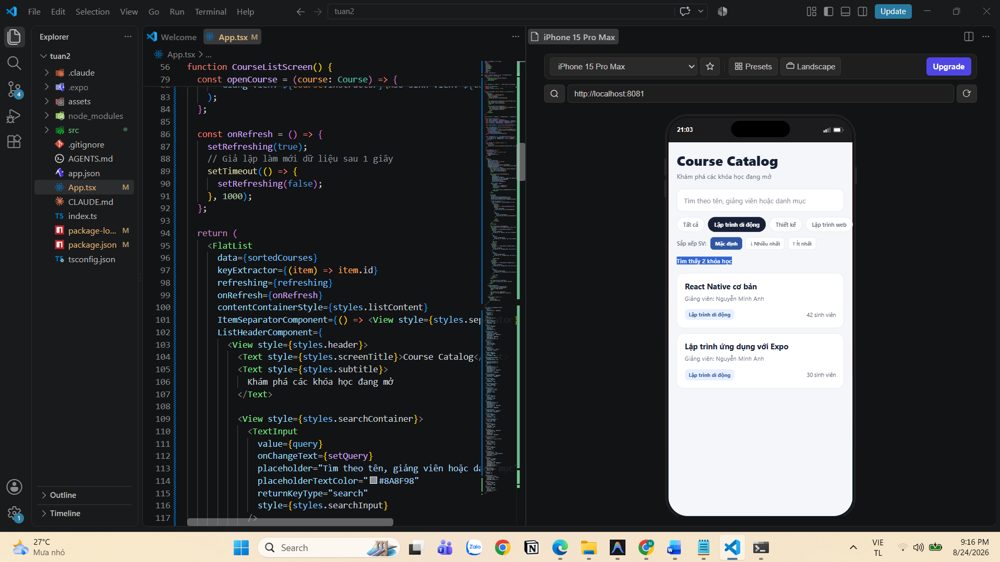 File Edit Selection View Go Run Terminal Help
tuan2
Update
Explorer
tuan2
.claude
.expo
assets
node_modules
src
.gitignore
AGENTS.md
app.json
App.tsx M
CLAUDE.md
index.ts
package-lo... M
package.json M
tsconfig.json
Outline
Timeline
4
1
Welcome
App.tsx M
App.tsx > ...
56 function CourseListScreen() {
79 const openCourse = (course: Course) => {
83 );
84 };
85
86 const onRefresh = () => {
87 setRefreshing(true);
88 // Giả lập làm mới dữ liệu sau 1 giây
89 setTimeout(() => {
90 setRefreshing(false);
91 }, 1000);
92 };
93
94 return (
95 <FlatList
96 data={sortedCourses}
97 keyExtractor={(item) => item.id}
98 refreshing={refreshing}
99 onRefresh={onRefresh}
100 contentContainerStyle={styles.listContent}
101 ItemSeparatorComponent={() => <View style={styles.separator}
102 ListHeaderComponent={
103 <View style={styles.header}>
104 <Text style={styles.screenTitle}>Course Catalog</
105 <Text style={styles.subtitle}>
106 Khám phá các khóa học đang mở
107 </Text>
108
109 <View style={styles.searchContainer}>
110 <TextInput
111 value={query}
112 onChangeText={setQuery}
113 placeholder="Tìm theo tên, giảng viên hoặc danh mục"
114 placeholderTextColor="#8A8F98"
115 returnKeyType="search"
116 style={styles.searchInput}
117 />
iPhone 15 Pro Max
iPhone 15 Pro Max
Presets
Landscape
Upgrade
http://localhost:8081
21:03
Course Catalog
Khám phá các khóa học đang mở
Tìm theo tên, giảng viên hoặc danh mục
Tất cả Lập trình di động Thiết kế Lập trình web
Sắp xếp SV: Mặc định ↓ Nhiều nhất ↑ Ít nhất
Tìm thấy 2 khóa học
React Native cơ bản
Giảng viên: Nguyễn Minh Anh
Lập trình di động 42 sinh viên
Lập trình ứng dụng với Expo
Giảng viên: Nguyễn Minh Anh
Lập trình di động 30 sinh viên
27°C
Mưa nhỏ
Search
Zalo
VIE
TL
9:16 PM
8/24/2026